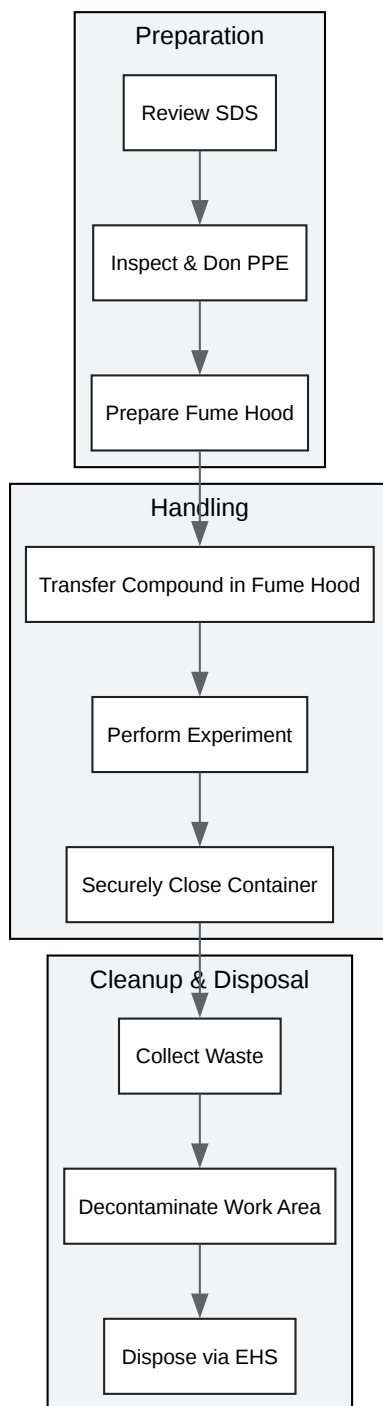 Preparation
Review SDS
Inspect & Don PPE
Prepare Fume Hood
Handling
Transfer Compound in Fume Hood
Perform Experiment
Securely Close Container
Cleanup & Disposal
Collect Waste
Decontaminate Work Area
Dispose via EHS